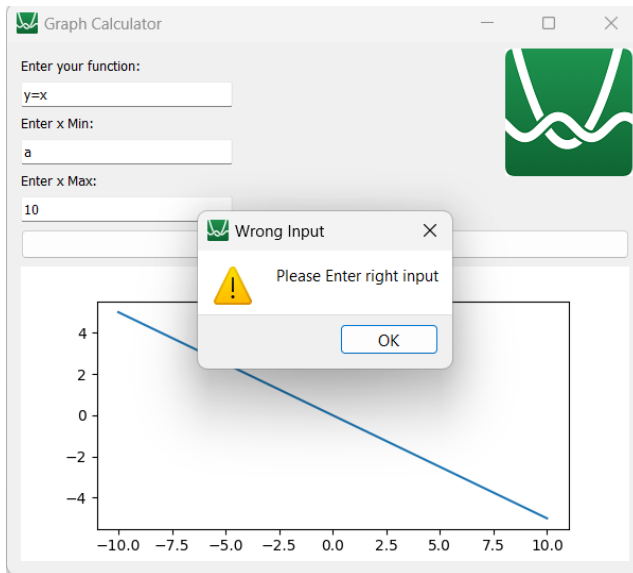 Graph Calculator
Enter your function:
y=x
Enter x Min:
a
Enter x Max:
10
Wrong Input
Please Enter right input
OK
4
2
0
−2
−4
−10.0 −7.5 −5.0 −2.5 0.0 2.5 5.0 7.5 10.0